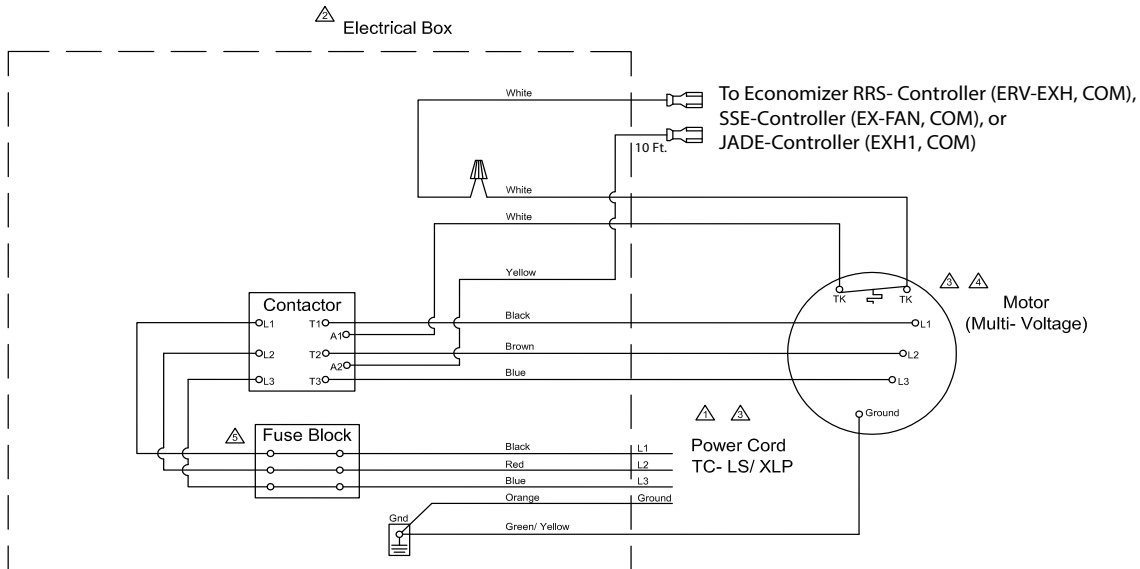 2
Electrical Box
White
To Economizer RRS- Controller (ERV-EXH, COM),
SSE-Controller (EX-FAN, COM), or
JADE-Controller (EXH1, COM)
10 Ft.
White
White
Yellow
Contactor
L1
T1
A1
L2
T2
A2
L3
T3
Black
Brown
Blue
TK
TK
3
4
Motor
(Multi- Voltage)
L1
L2
L3
Ground
5
Fuse Block
Black
Red
Blue
Orange
L1
L2
L3
Ground
1
3
Power Cord
TC- LS/ XLP
Gnd
Green/ Yellow